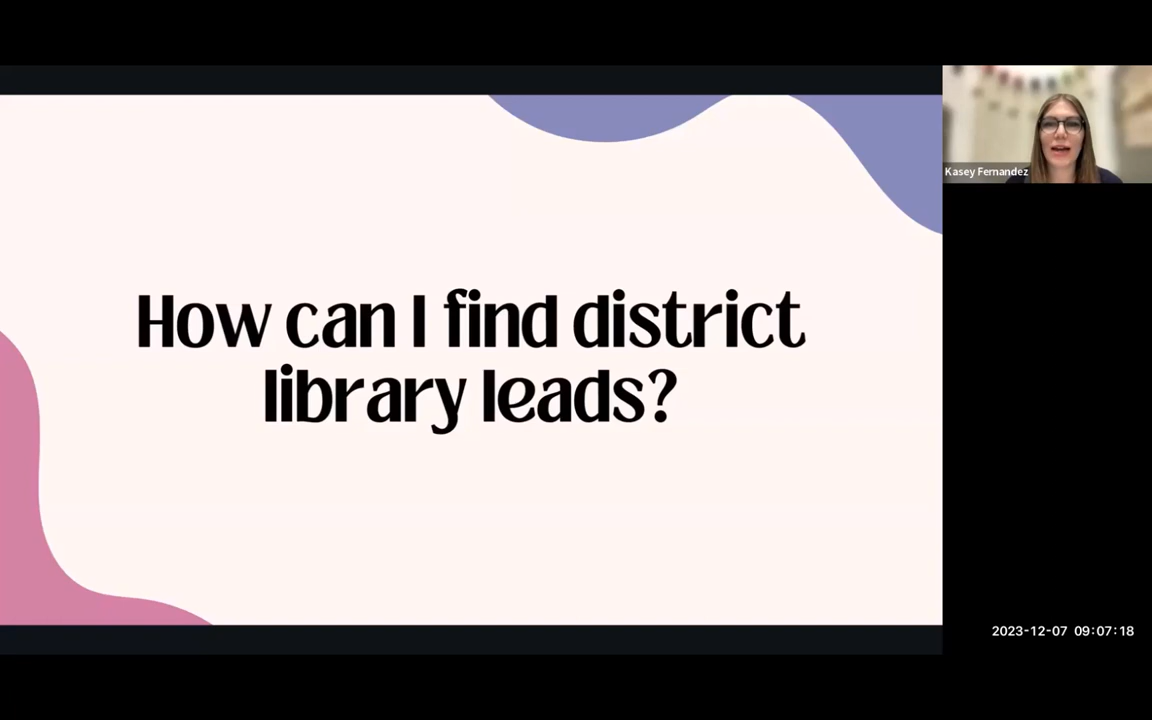 How can I find district
library leads?
Kasey Fernandez
2023-12-07 09:07:18